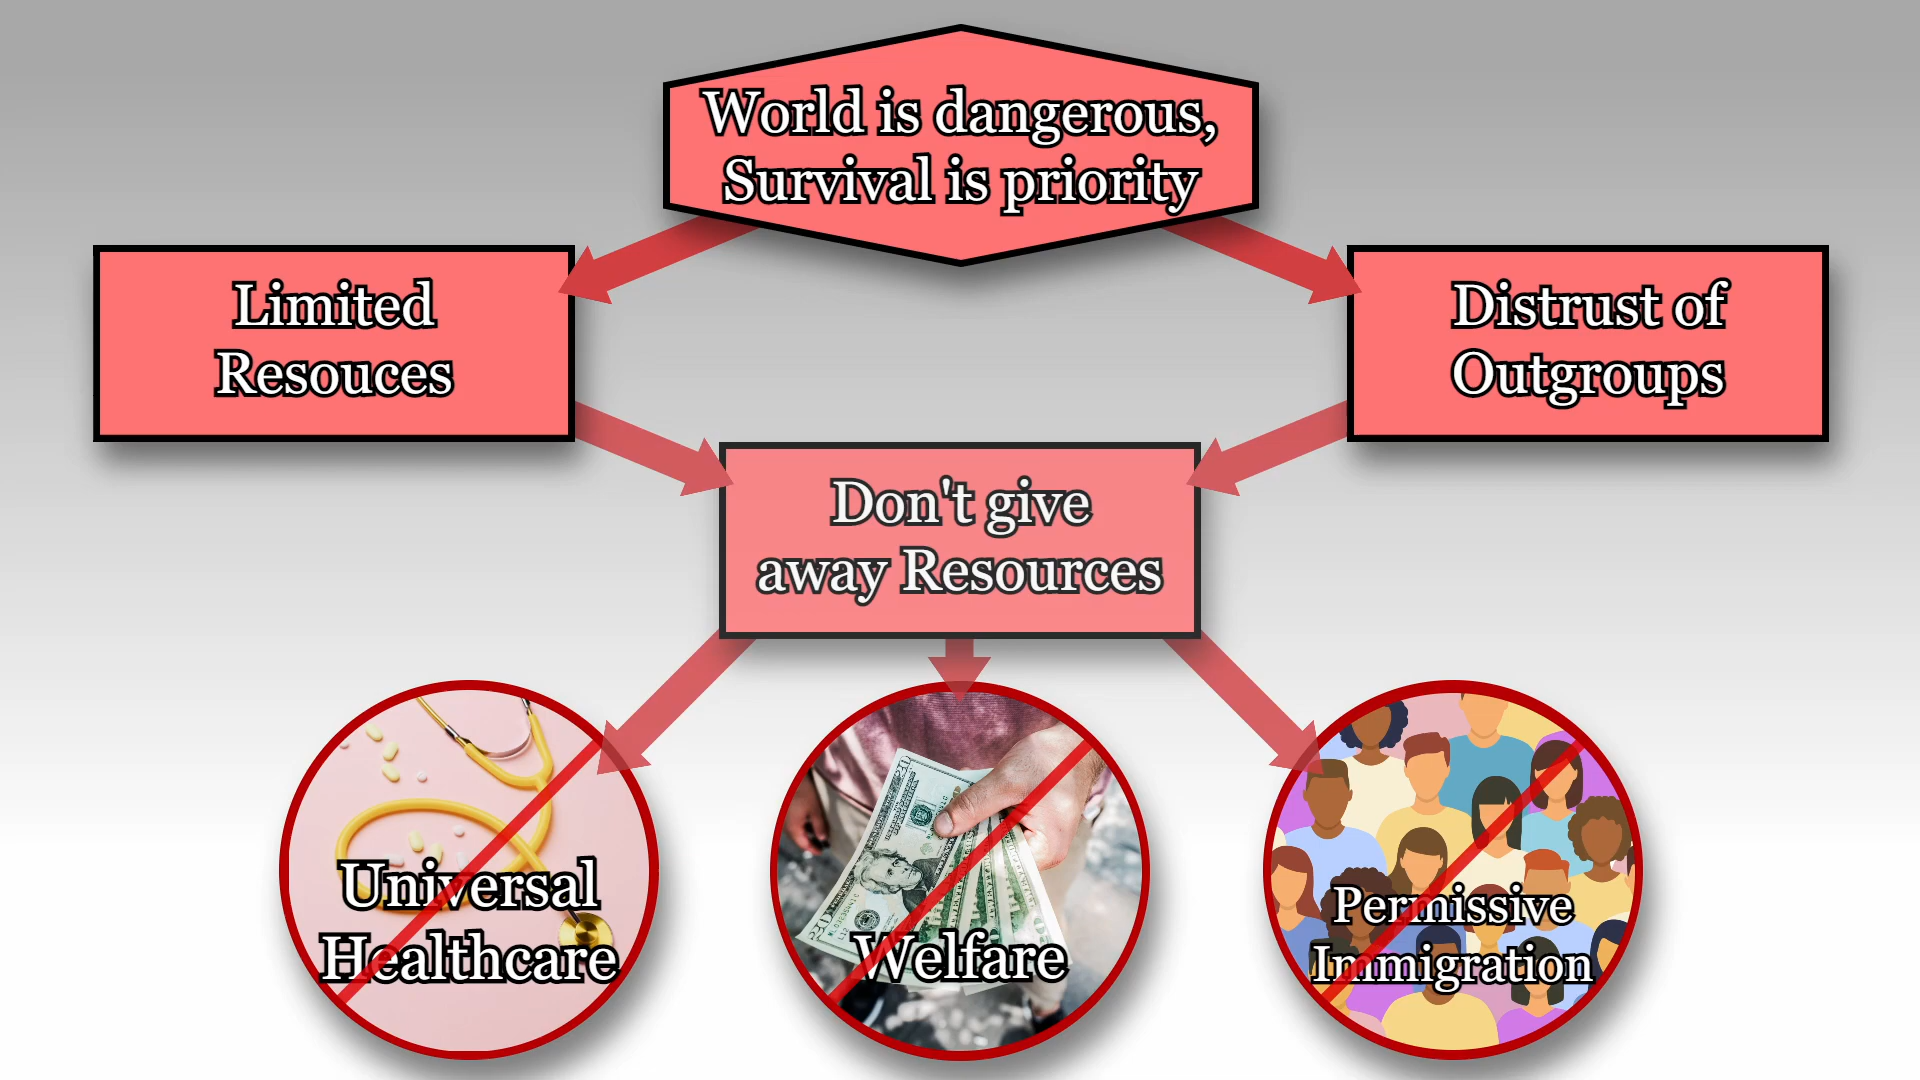 World is dangerous,
Survival is priority
Limited
Resouces
Distrust of
Outgroups
Don't give
away Resources
Universal
Healthcare
Welfare
Permissive
Immigration